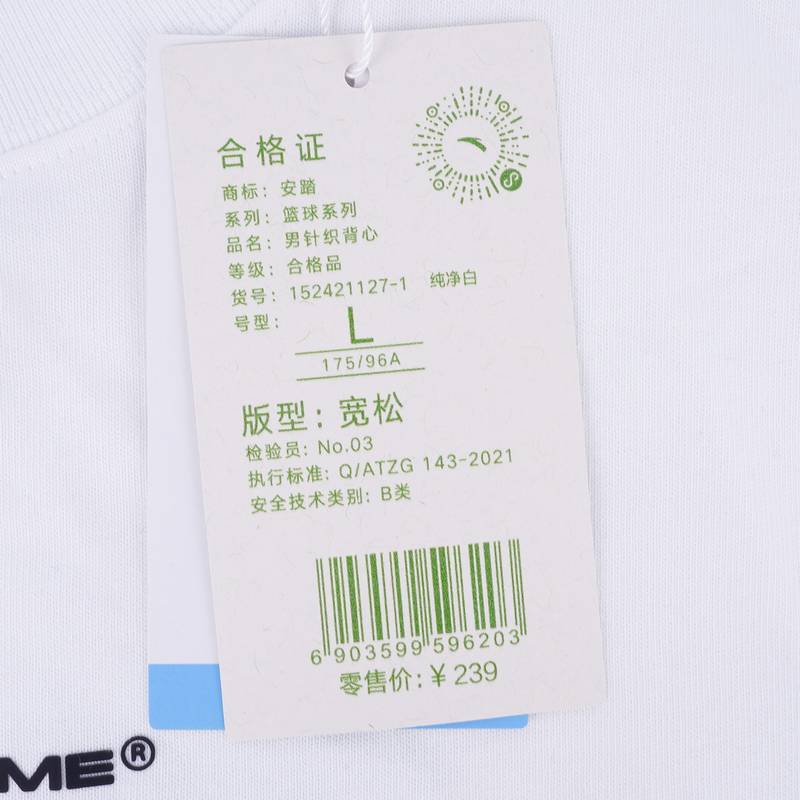 合格证
商标: 安踏
系列: 篮球系列
品名: 男针织背心
等级: 合格品
货号: 152421127-1 纯净白
号型: L
175/96A
版型: 宽松
检验员: No.03
执行标准: Q/ATZG 143-2021
安全技术类别: B类
6 903599 596203
零售价: ¥ 239
ME®